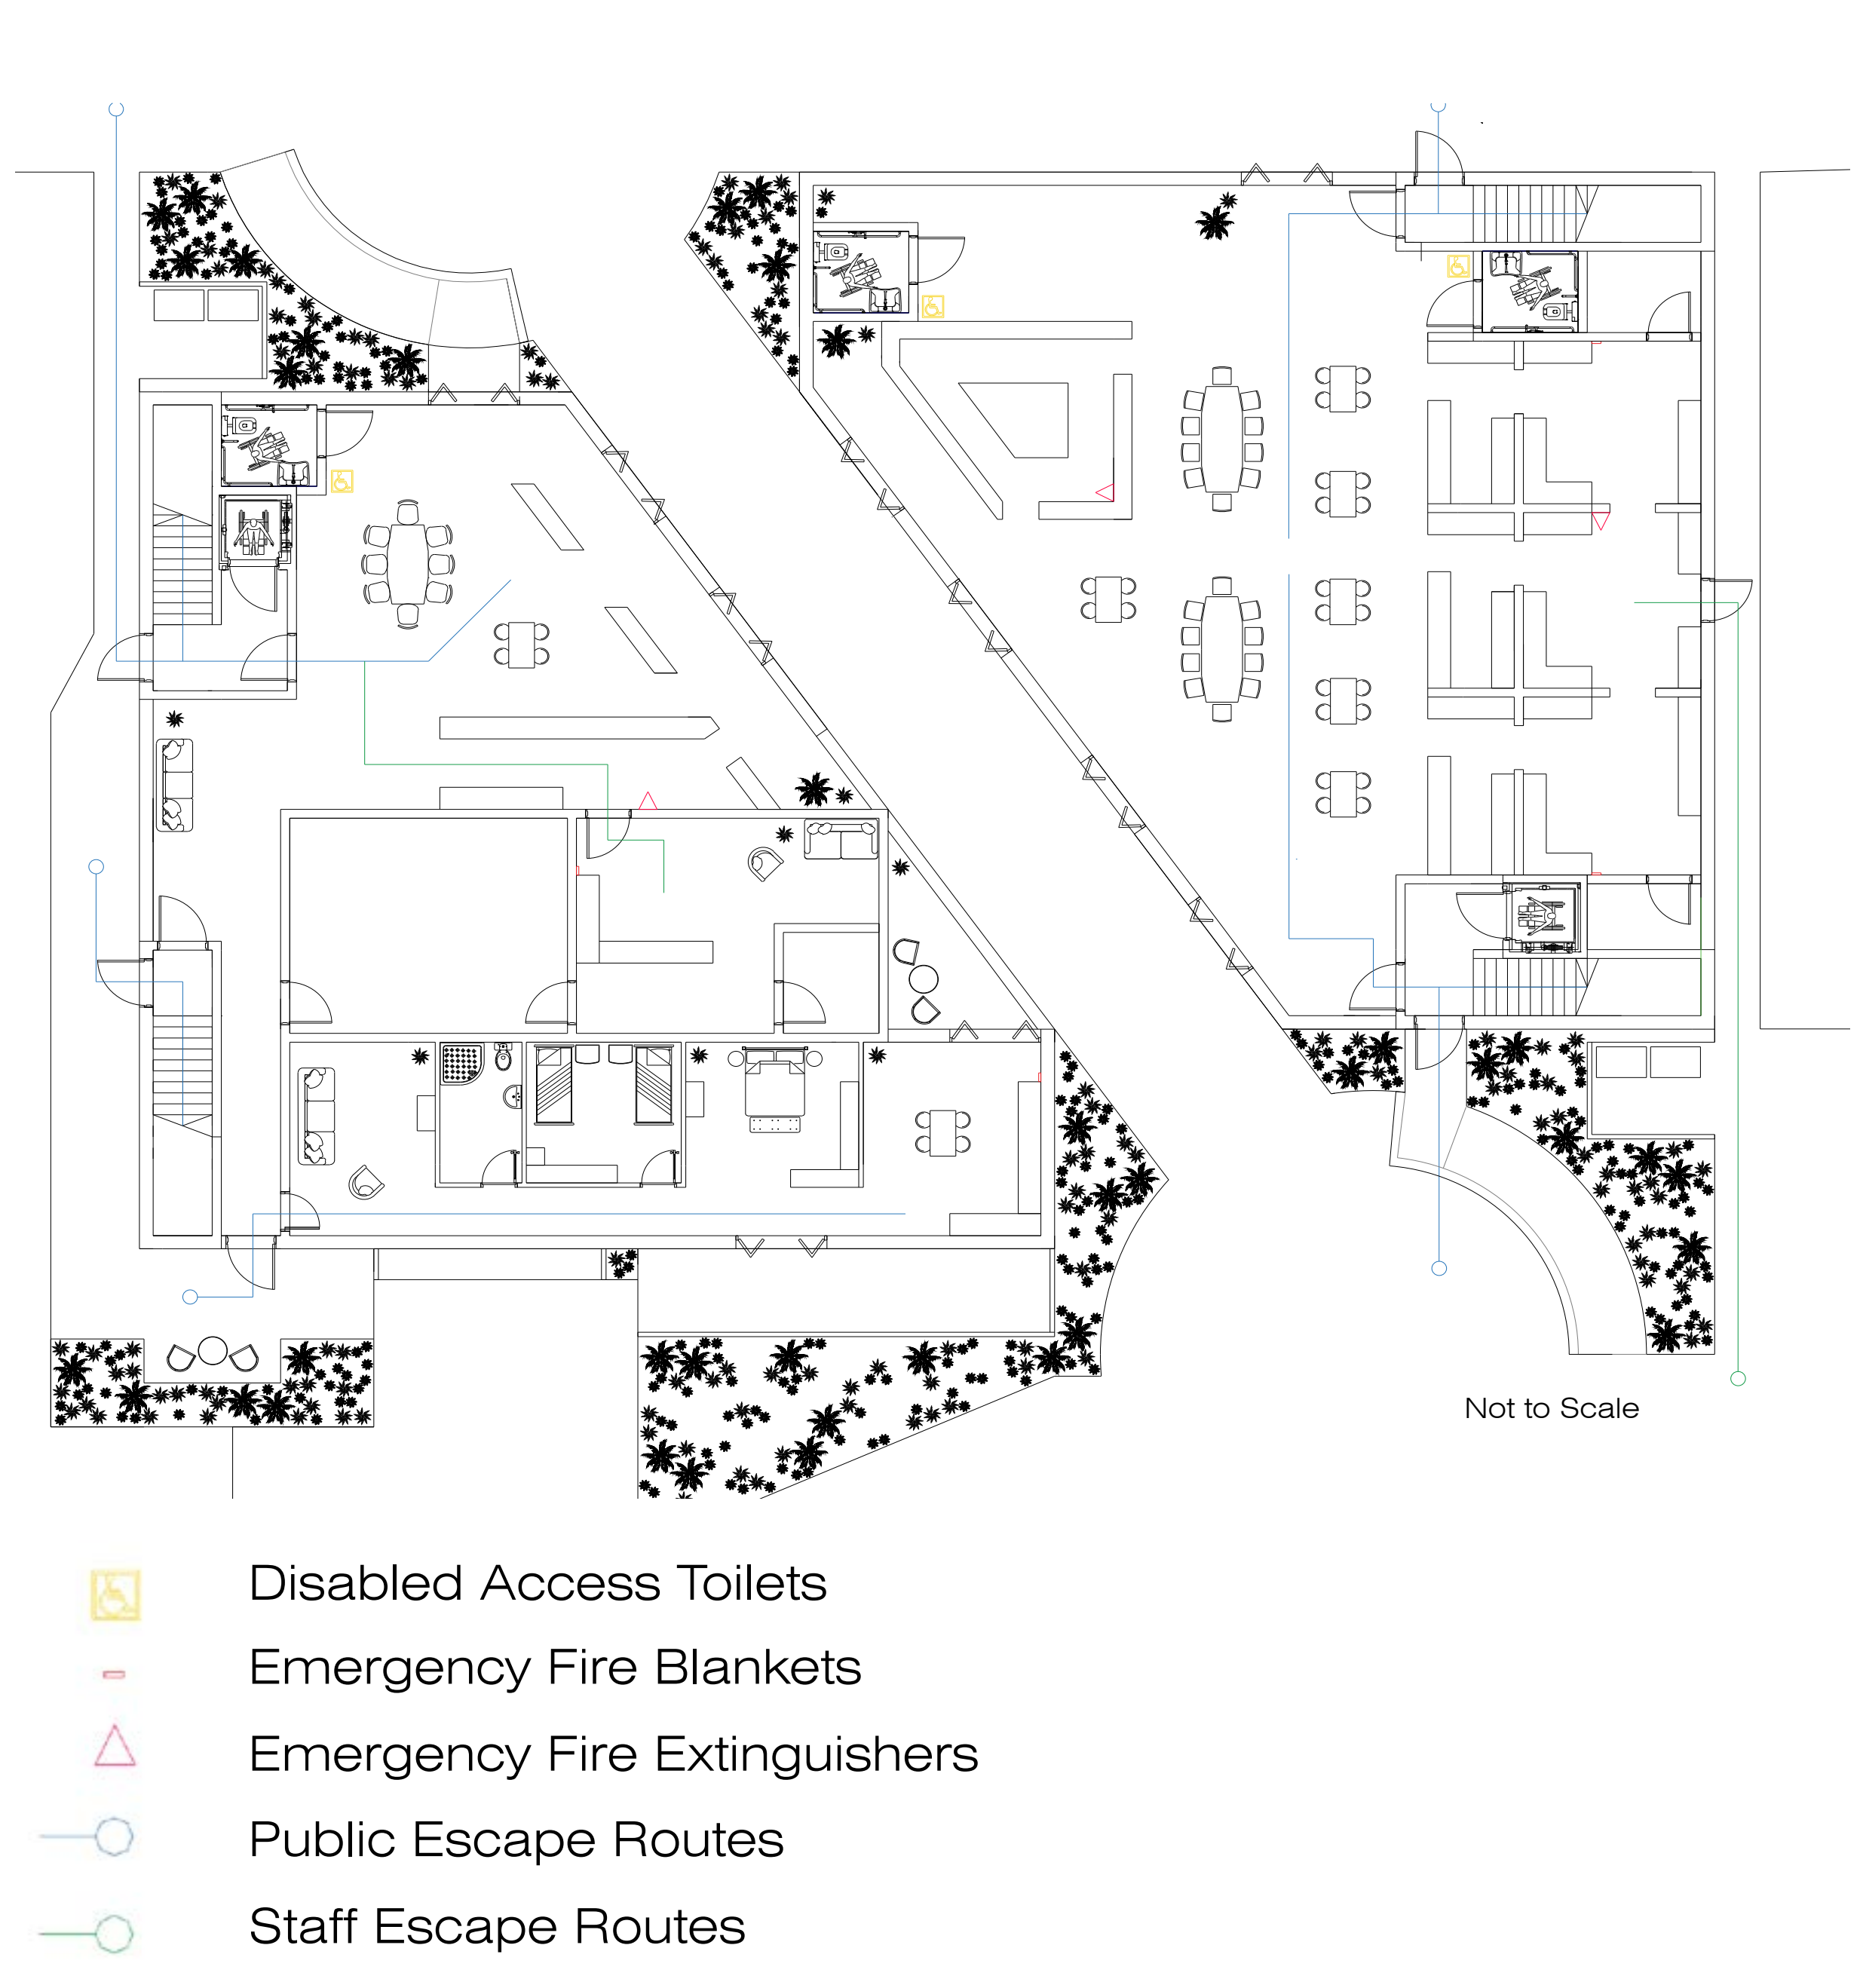 Not to Scale
Disabled Access Toilets
Emergency Fire Blankets
Emergency Fire Extinguishers
Public Escape Routes
Staff Escape Routes